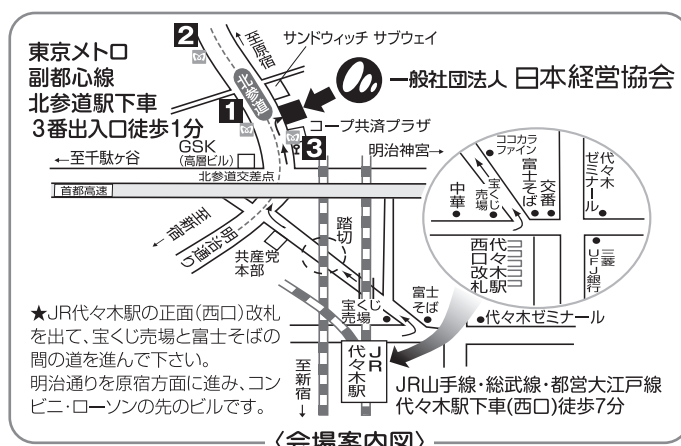 東京メトロ
副都心線
北参道駅下車
3番出入口徒歩1分
2
至原宿
サンドウィッチ サブウェイ
北参道
一般社団法人 日本経営協会
1
コープ共済プラザ
3
GSK
(高層ビル)
←至千駄ヶ谷
明治神宮→
北参道交差点
首都高速
至新宿
明治通り
共産党
本部
踏切
宝くじ
売場
富士
そば
代々木ゼミナール
ココカラ
ファイン
中華
宝くじ
売場
富士そば
交番
代々木
ゼミナール
代々木駅
西口改札
三菱
UFJ銀行
★JR代々木駅の正面(西口)改札
を出て、宝くじ売場と富士そばの
間の道を進んで下さい。
明治通りを原宿方面に進み、コン
ビニ・ローソンの先のビルです。
至新宿
JR
代々木駅
JR山手線・総武線・都営大江戸線
代々木駅下車(西口)徒歩7分
〈会場案内図〉